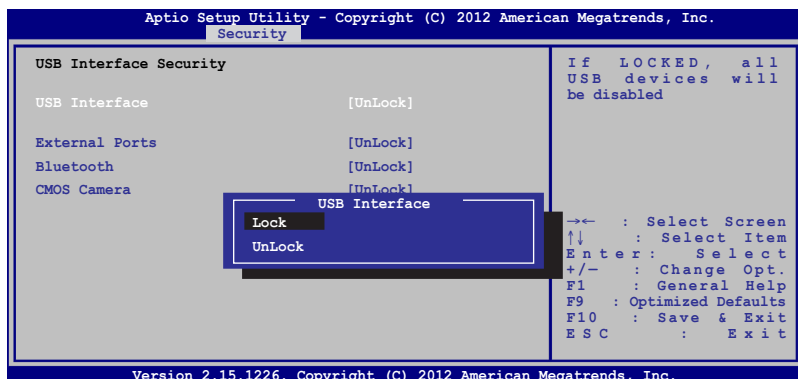 Aptio Setup Utility - Copyright (C) 2012 American Megatrends, Inc.
Security
USB Interface Security
USB Interface [UnLock]
External Ports [UnLock]
Bluetooth [UnLock]
CMOS Camera [UnLock]
USB Interface
Lock
UnLock
If LOCKED, all
USB devices will
be disabled
→← : Select Screen
↑↓ : Select Item
Enter: Select
+/— : Change Opt.
F1 : General Help
F9 : Optimized Defaults
F10 : Save & Exit
ESC : Exit
Version 2.15.1226. Copyright (C) 2012 American Megatrends, Inc.